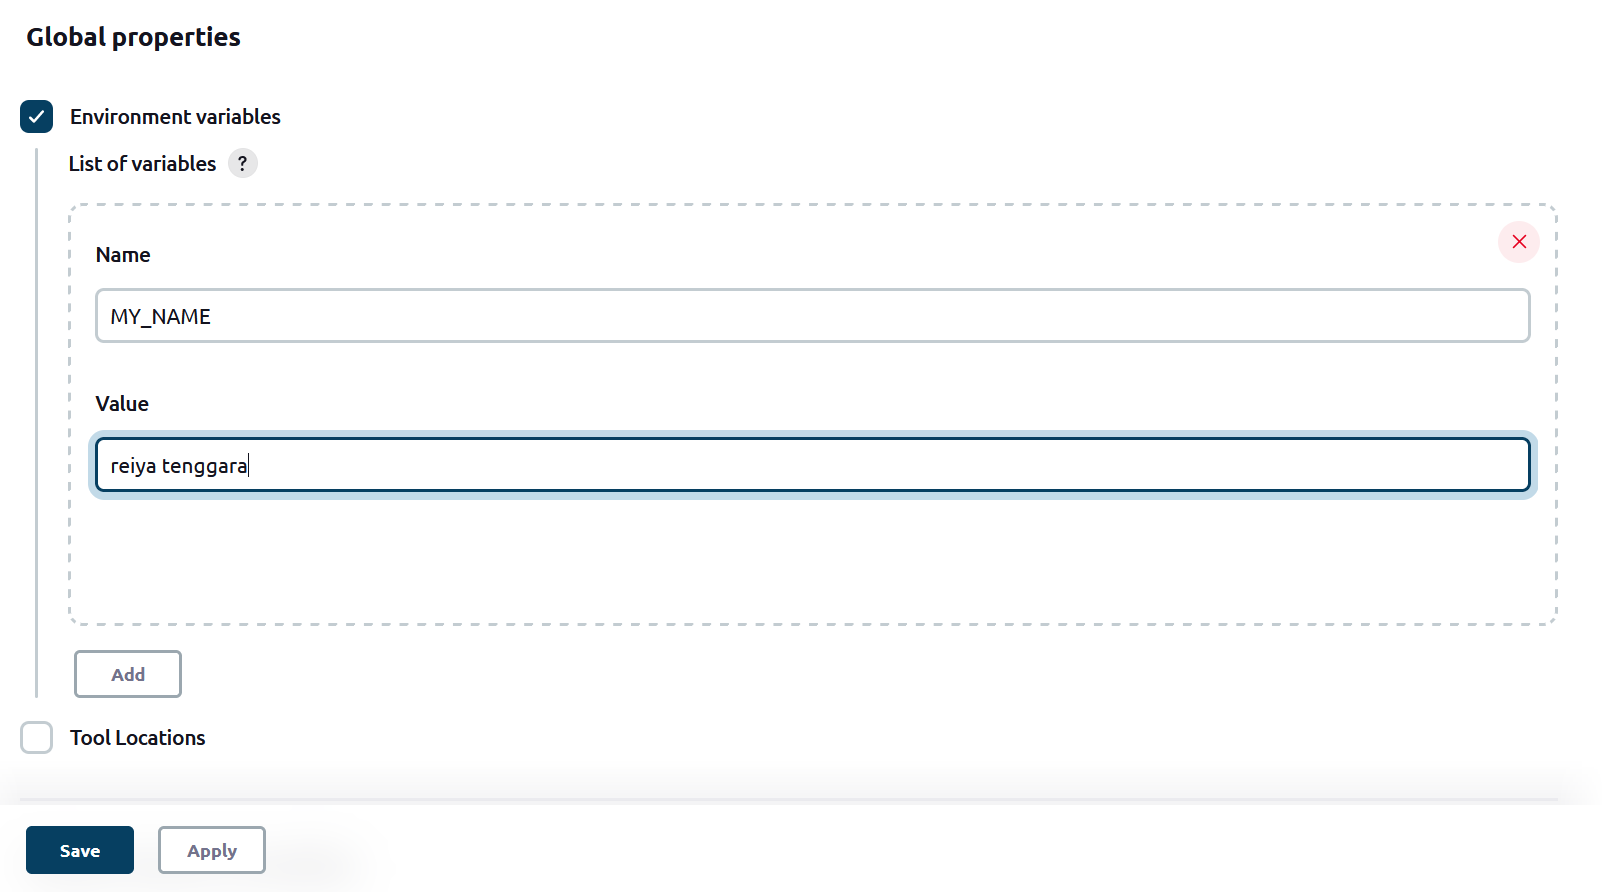 Global properties
Environment variables
List of variables ?
Name
MY_NAME
Value
reiya tenggara
Add
Tool Locations
Save Apply